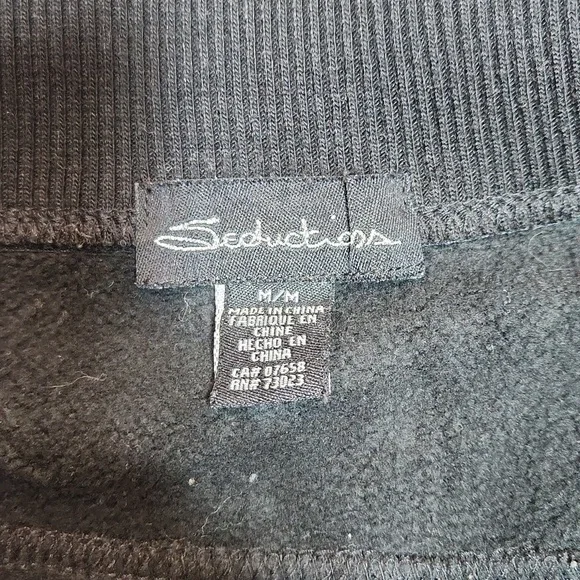 Seductions
M/M
MADE IN CHINA
FABRIQUE EN
CHINE
HECHO EN
CHINA
CA# 07658
RN# 73023